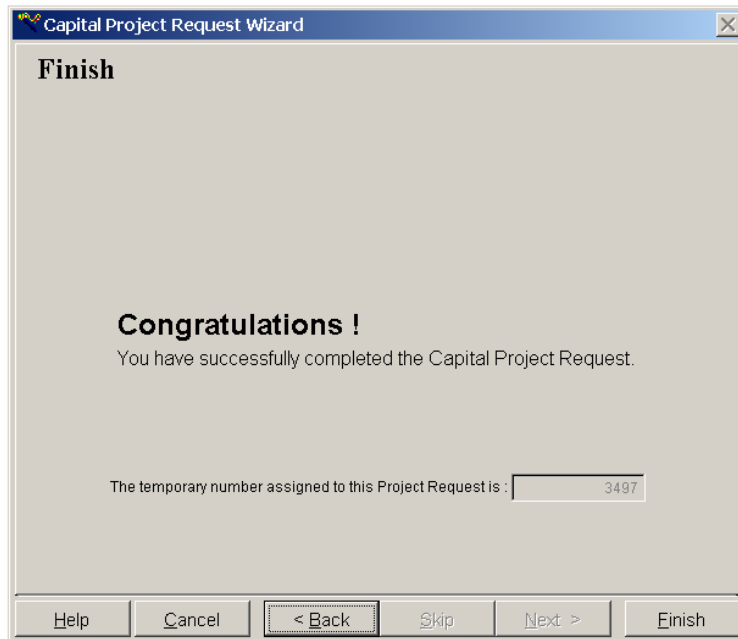 Capital Project Request Wizard
Finish
Congratulations !
You have successfully completed the Capital Project Request.
The temporary number assigned to this Project Request is : 3497
Help Cancel < Back Skip Next > Finish